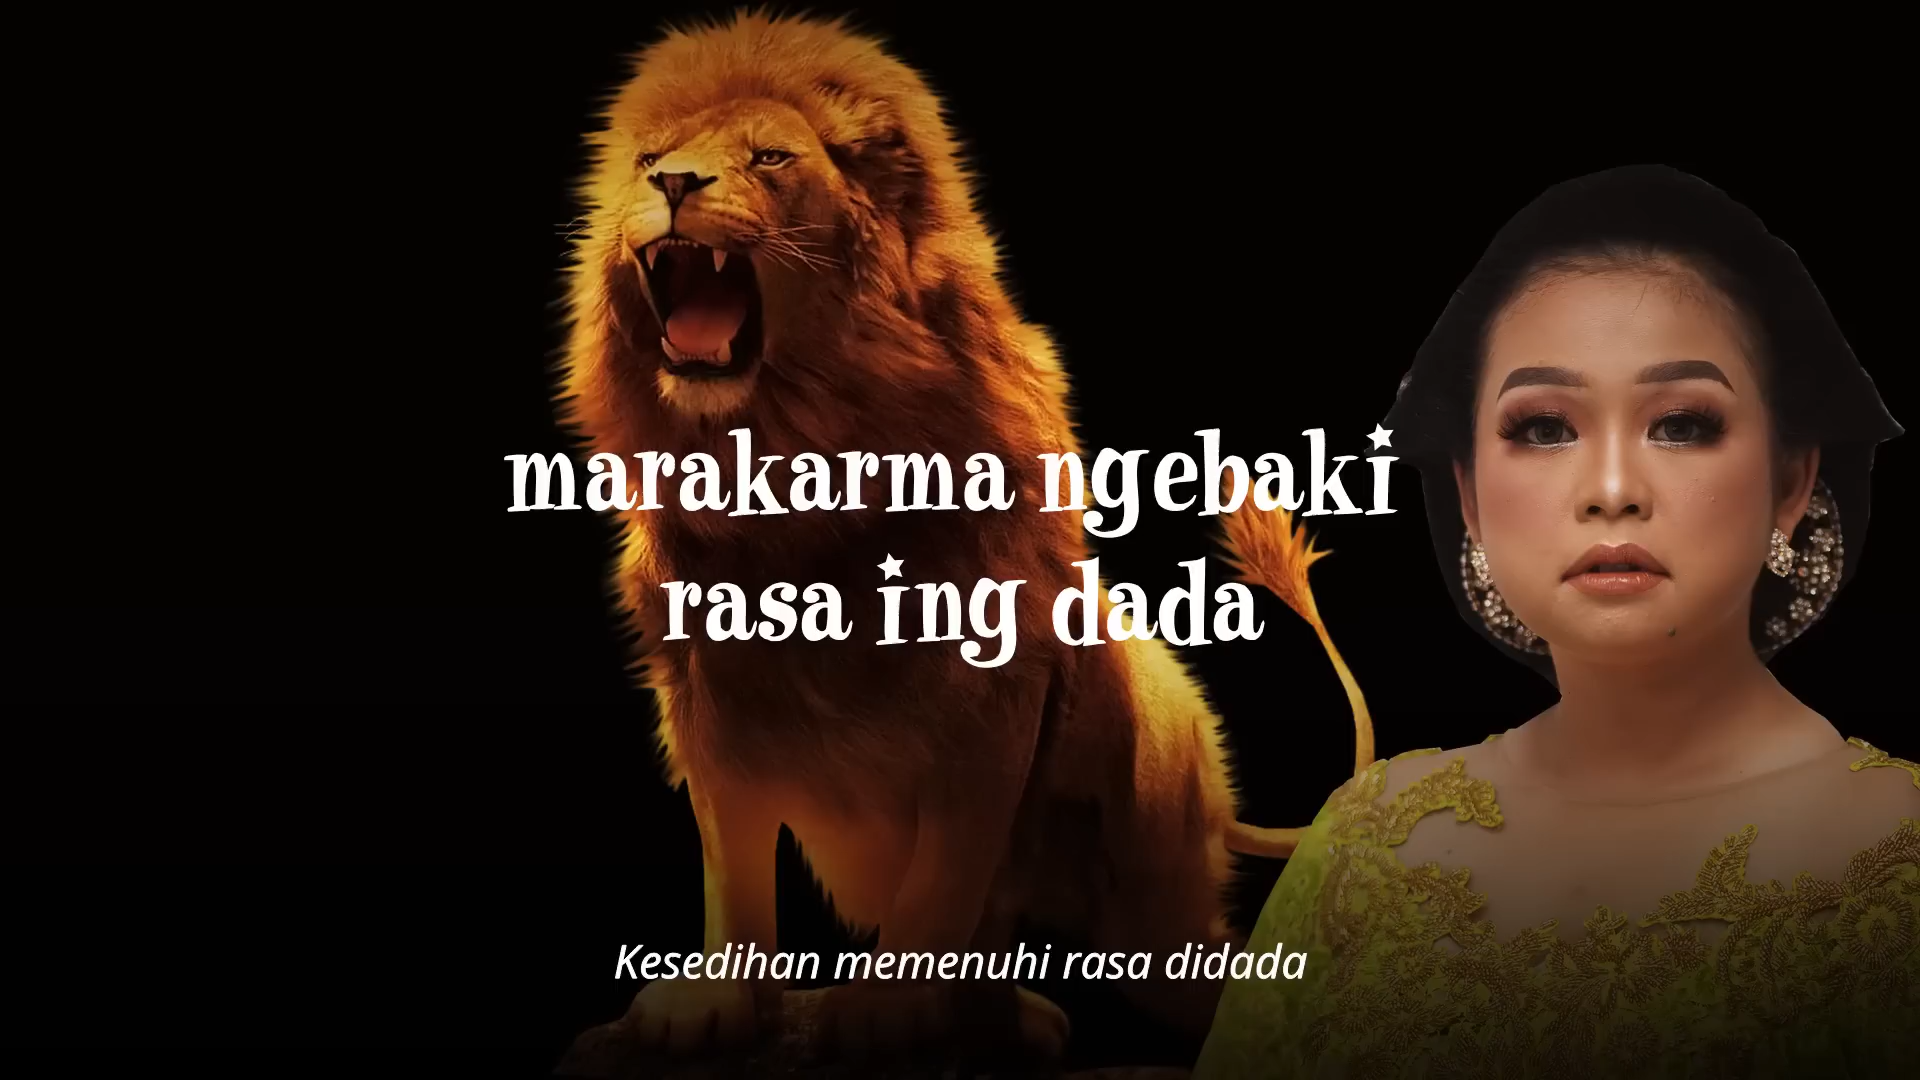 marakarma ngebaki
rasa ing dada
Kesedihan memenuhi rasa didada